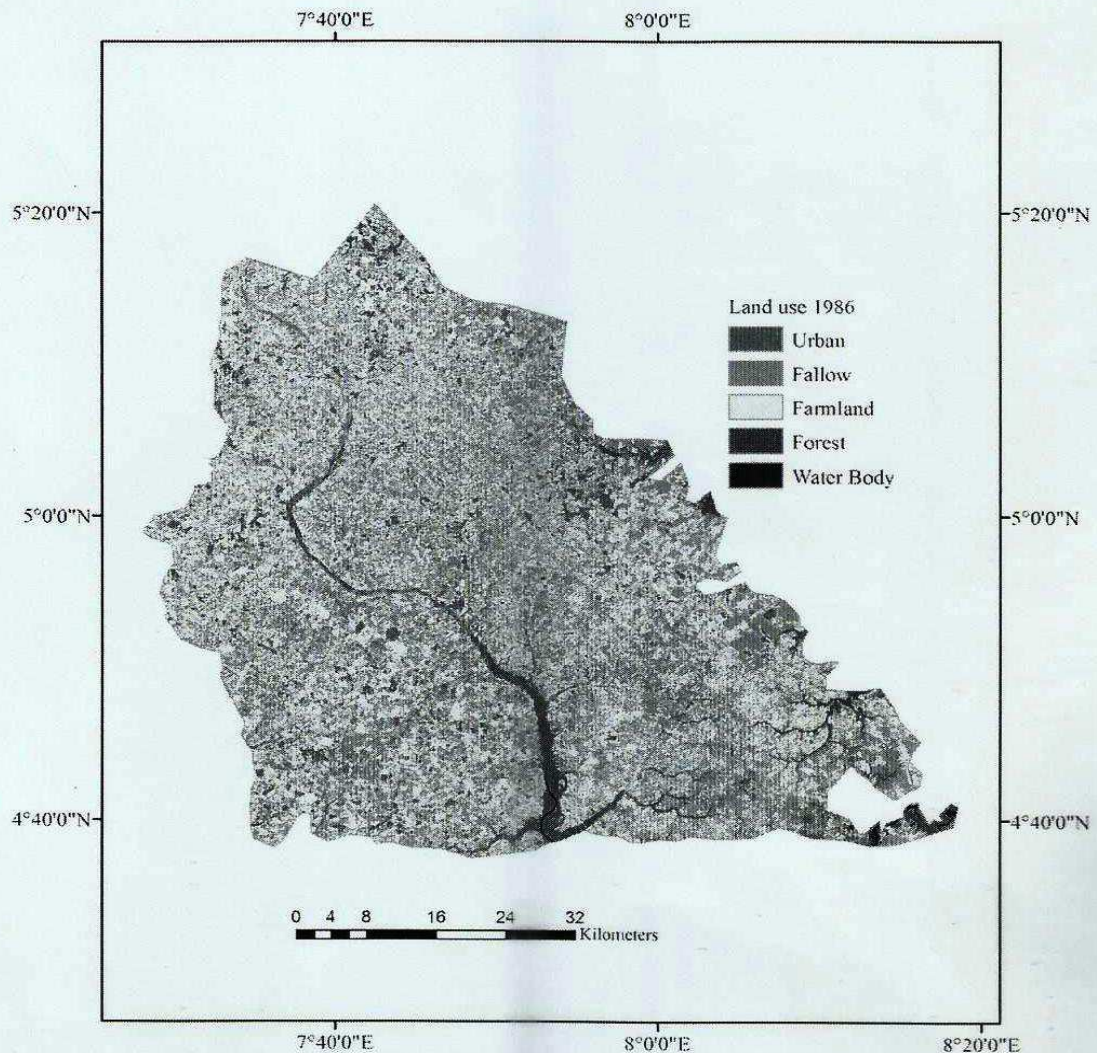 7°40'0"E 8°0'0"E
5°20'0"N 5°20'0"N
Land use 1986
Urban
Fallow
Farmland
Forest
Water Body
5°0'0"N 5°0'0"N
4°40'0"N 4°40'0"N
0 4 8 16 24 32
Kilometers
7°40'0"E 8°0'0"E 8°20'0"E